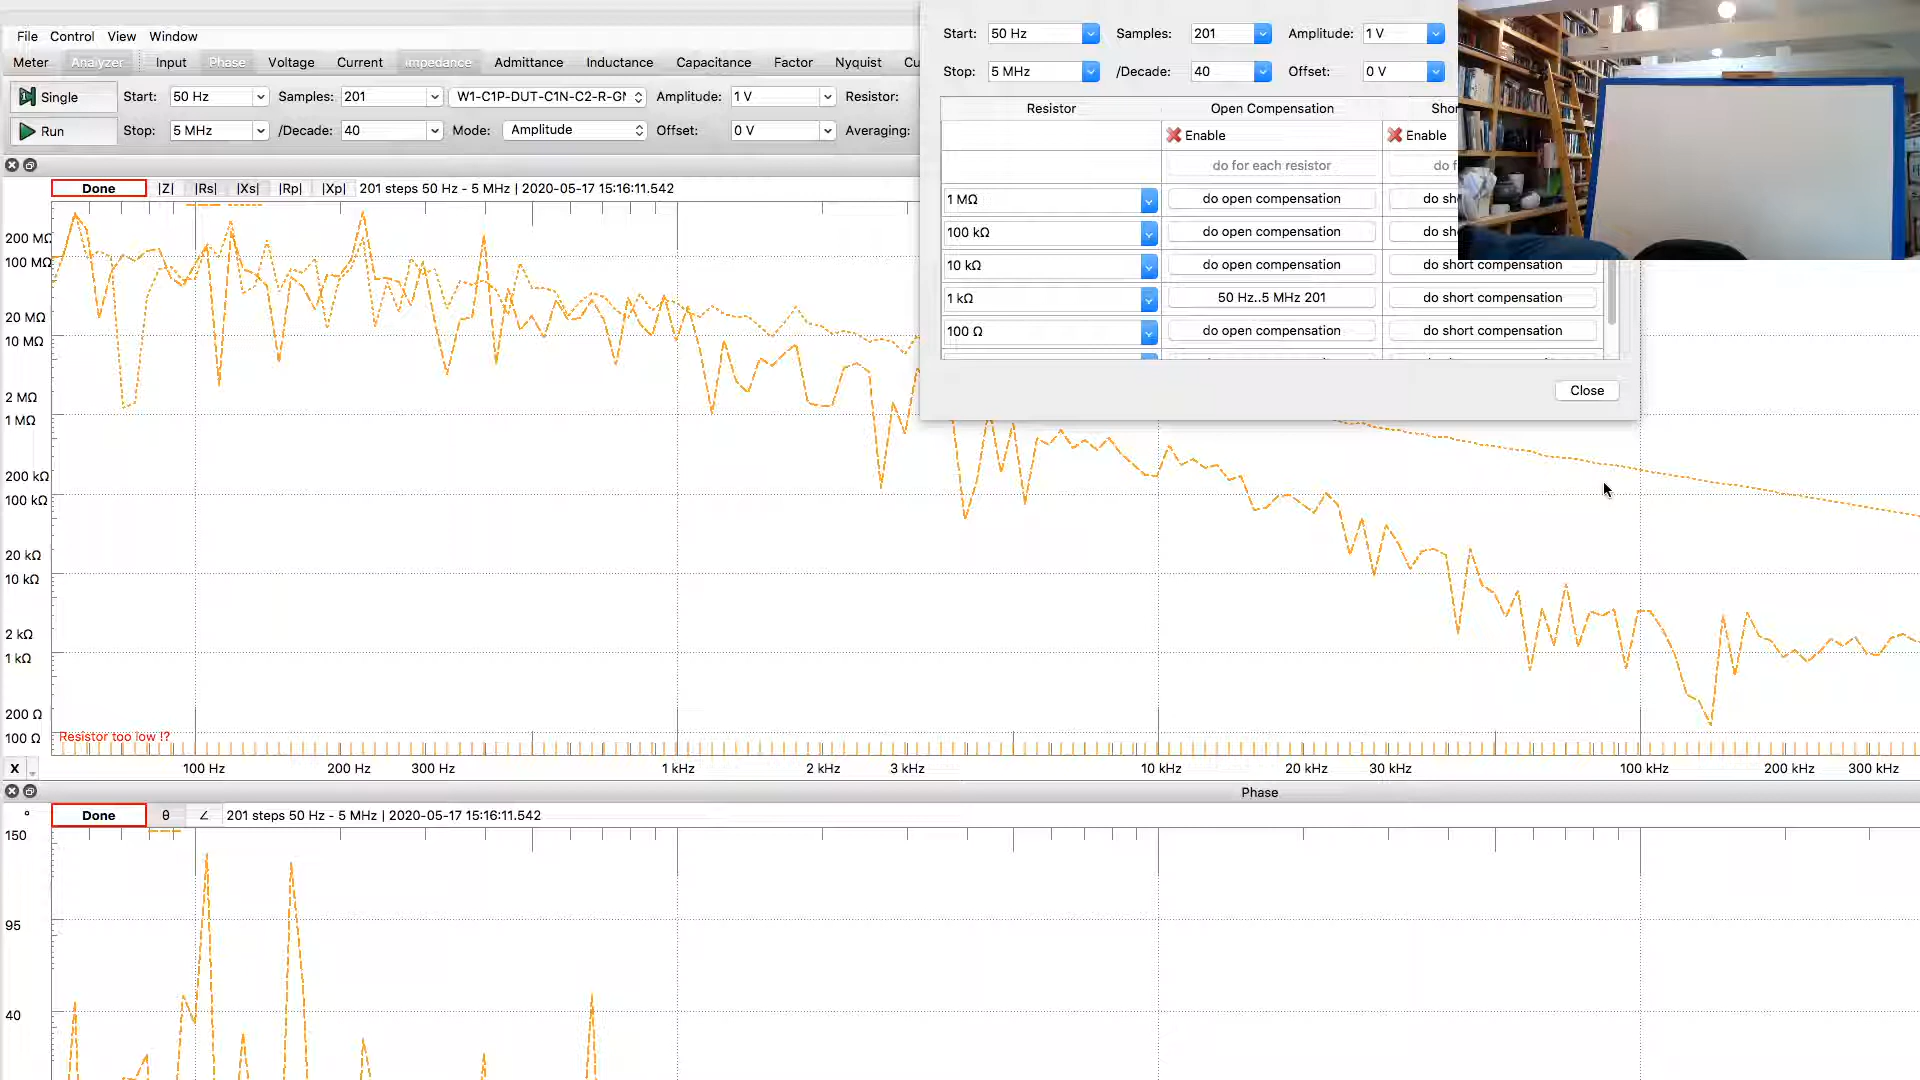 File Control View Window
Meter Analyzer Input Phase Voltage Current Impedance Admittance Inductance Capacitance Factor Nyquist Cu
Single Start: 50 Hz Samples: 201 W1-C1P-DUT-C1N-C2-R-GN Amplitude: 1 V Resistor:
Run Stop: 5 MHz /Decade: 40 Mode: Amplitude Offset: 0 V Averaging:
Done |Z| |Rs| |Xs| |Rp| |Xp| 201 steps 50 Hz - 5 MHz | 2020-05-17 15:16:11.542
200 MΩ
100 MΩ
20 MΩ
10 MΩ
2 MΩ
1 MΩ
200 kΩ
100 kΩ
20 kΩ
10 kΩ
2 kΩ
1 kΩ
200 Ω
100 Ω
Resistor too low !?
X 100 Hz 200 Hz 300 Hz 1 kHz 2 kHz 3 kHz 10 kHz 20 kHz 30 kHz 100 kHz 200 kHz 300 kHz
Start: 50 Hz Samples: 201 Amplitude: 1 V
Stop: 5 MHz /Decade: 40 Offset: 0 V
Resistor Open Compensation Shor
Enable Enable
do for each resistor do f
1 MΩ do open compensation do sh
100 kΩ do open compensation do sh
10 kΩ do open compensation do short compensation
1 kΩ 50 Hz..5 MHz 201 do short compensation
100 Ω do open compensation do short compensation
Close
Phase
° Done θ ∠ 201 steps 50 Hz - 5 MHz | 2020-05-17 15:16:11.542
150
95
40